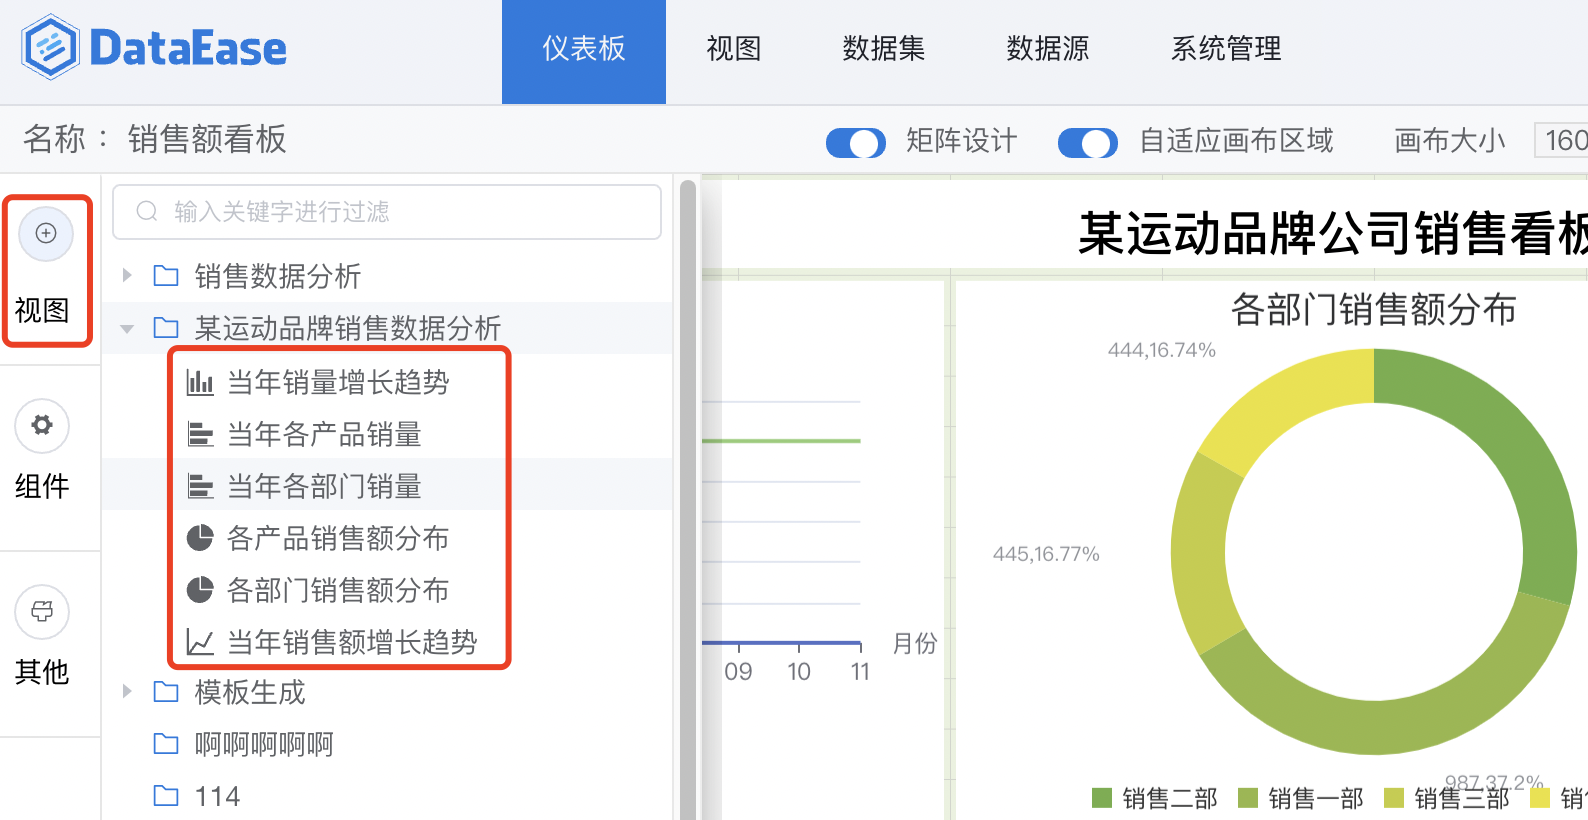 DataEase
仪表板 视图 数据集 数据源 系统管理
名称： 销售额看板
矩阵设计 自适应画布区域 画布大小 160
视图
组件
其他
输入关键字进行过滤
销售数据分析
某运动品牌销售数据分析
当年销量增长趋势
当年各产品销量
当年各部门销量
各产品销售额分布
各部门销售额分布
当年销售额增长趋势
模板生成
啊啊啊啊啊
114
某运动品牌公司销售看板
月份
09 10 11
各部门销售额分布
444,16.74%
445,16.77%
987,37.2%
销售二部 销售一部 销售三部 销